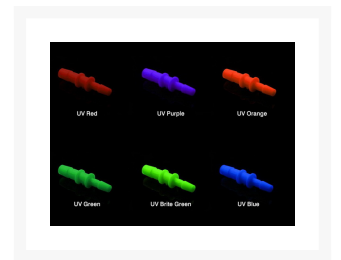 UV Red
UV Purple
UV Orange
UV Green
UV Brite Green
UV Blue